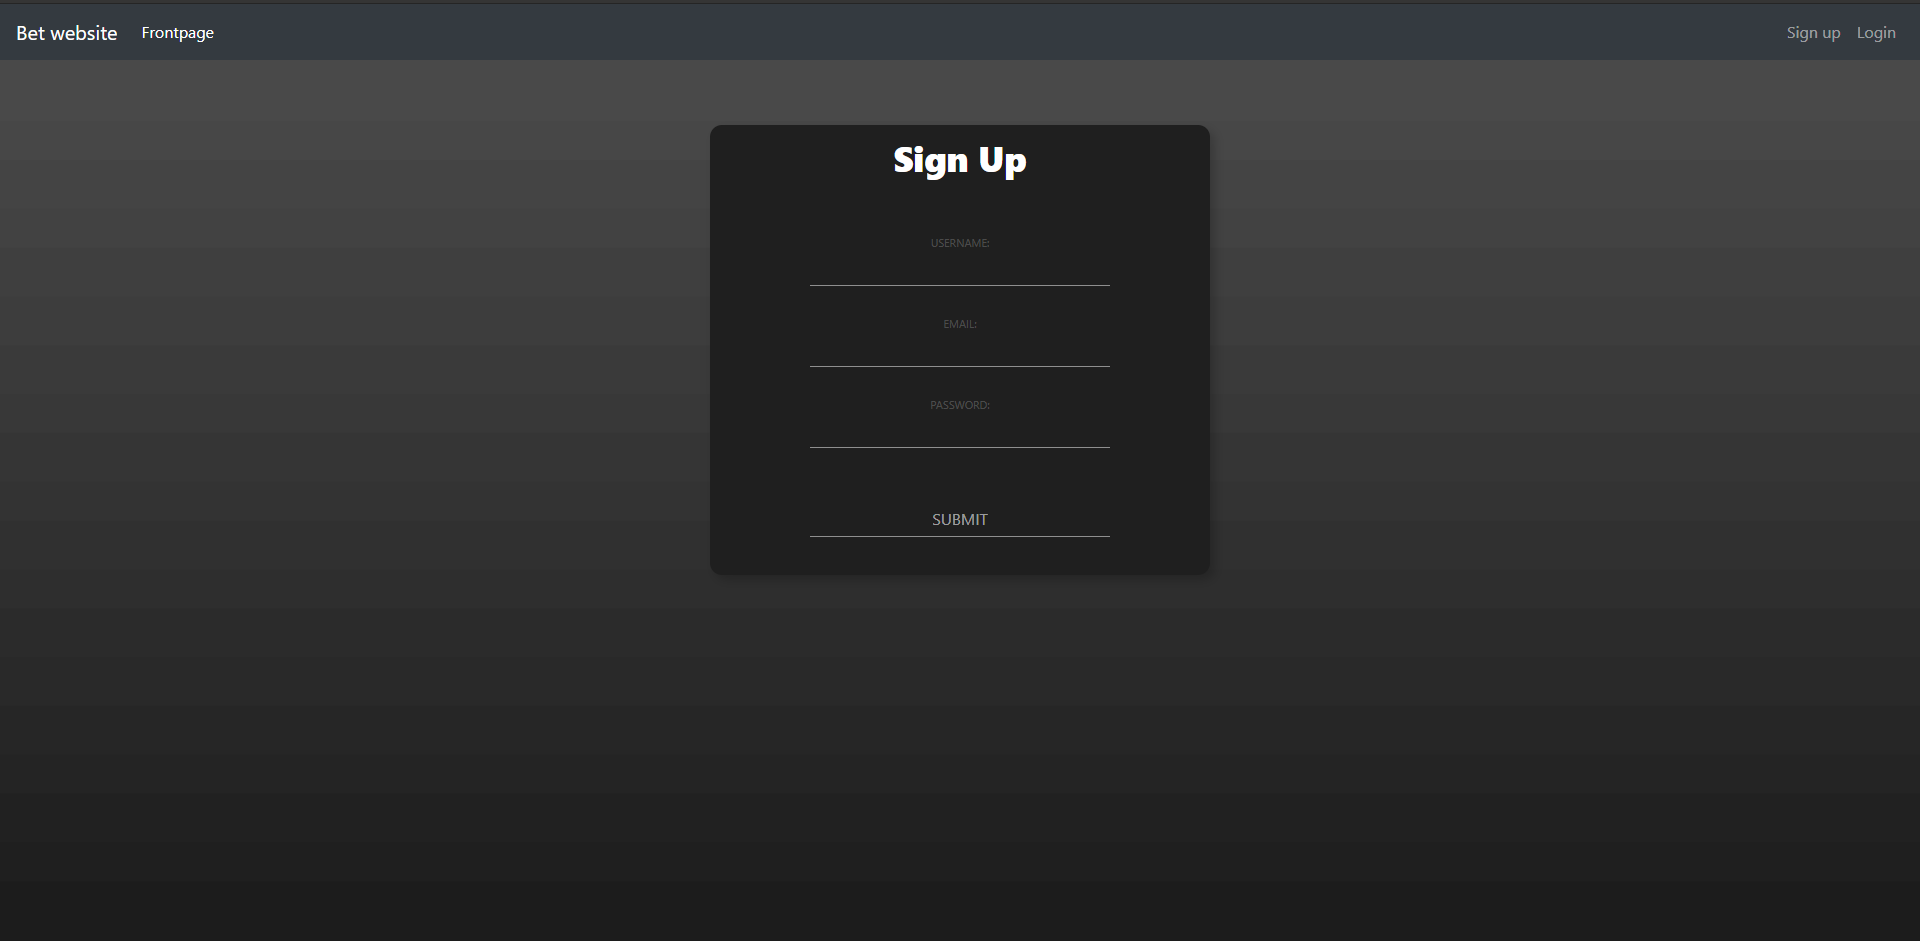 Bet website Frontpage Sign up Login
Sign Up
USERNAME:
EMAIL:
PASSWORD:
SUBMIT